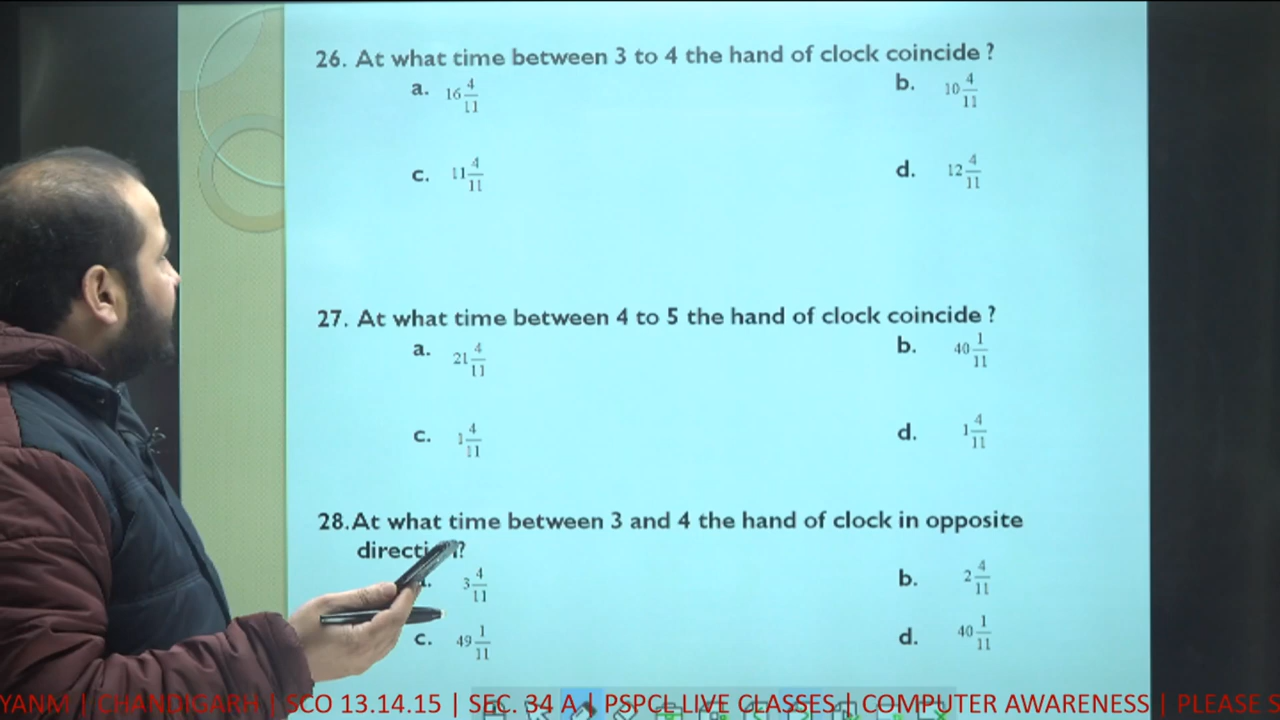 26. At what time between 3 to 4 the hand of clock coincide ?
a. 16 4/11
b. 10 4/11
c. 11 4/11
d. 12 4/11
27. At what time between 4 to 5 the hand of clock coincide ?
a. 21 4/11
b. 40 1/11
c. 1 4/11
d. 1 4/11
28.At what time between 3 and 4 the hand of clock in opposite
?
3 4/11
b. 2 4/11
c. 49 1/11
d. 40 1/11
YANM | CHANDIGARH | SCO 13.14.15 | SEC. 34 A | PSPCL LIVE CLASSES | COMPUTER AWARENESS | PLEASE S